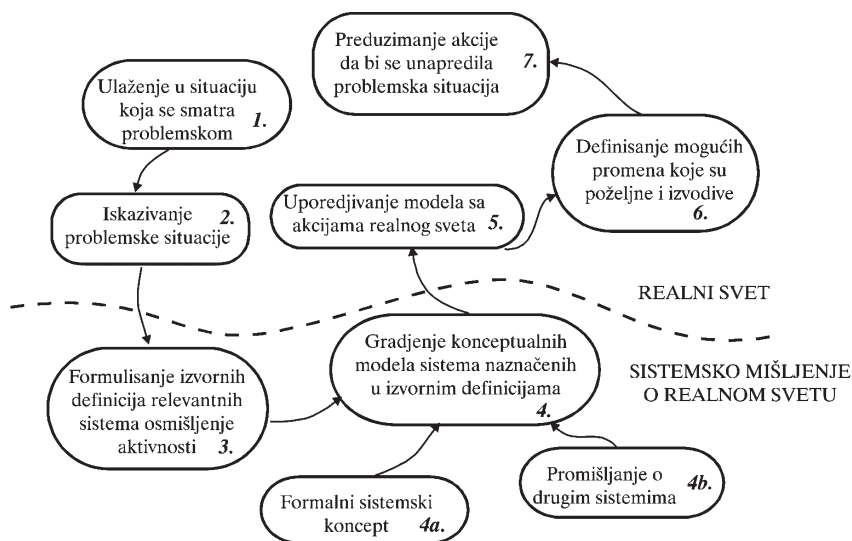 Ulaženje u situaciju
koja se smatra
problemskom 1.
Iskazivanje 2.
problemske situacije
Formulisanje izvornih
definicija relevantnih
sistema osmišljenje
aktivnosti 3.
Gradjenje konceptualnih
modela sistema naznačenih
u izvornim definicijama
4.
Formalni sistemski
koncept 4a.
Promišljanje o 4b.
drugim sistemima
Uporedjivanje modela sa
akcijama realnog sveta 5.
Definisanje mogućih
promena koje su
poželjne i izvodive
6.
Preduzimanje akcije
da bi se unapredila 7.
problemska situacija
REALNI SVET
SISTEMSKO MIŠLJENJE
O REALNOM SVETU